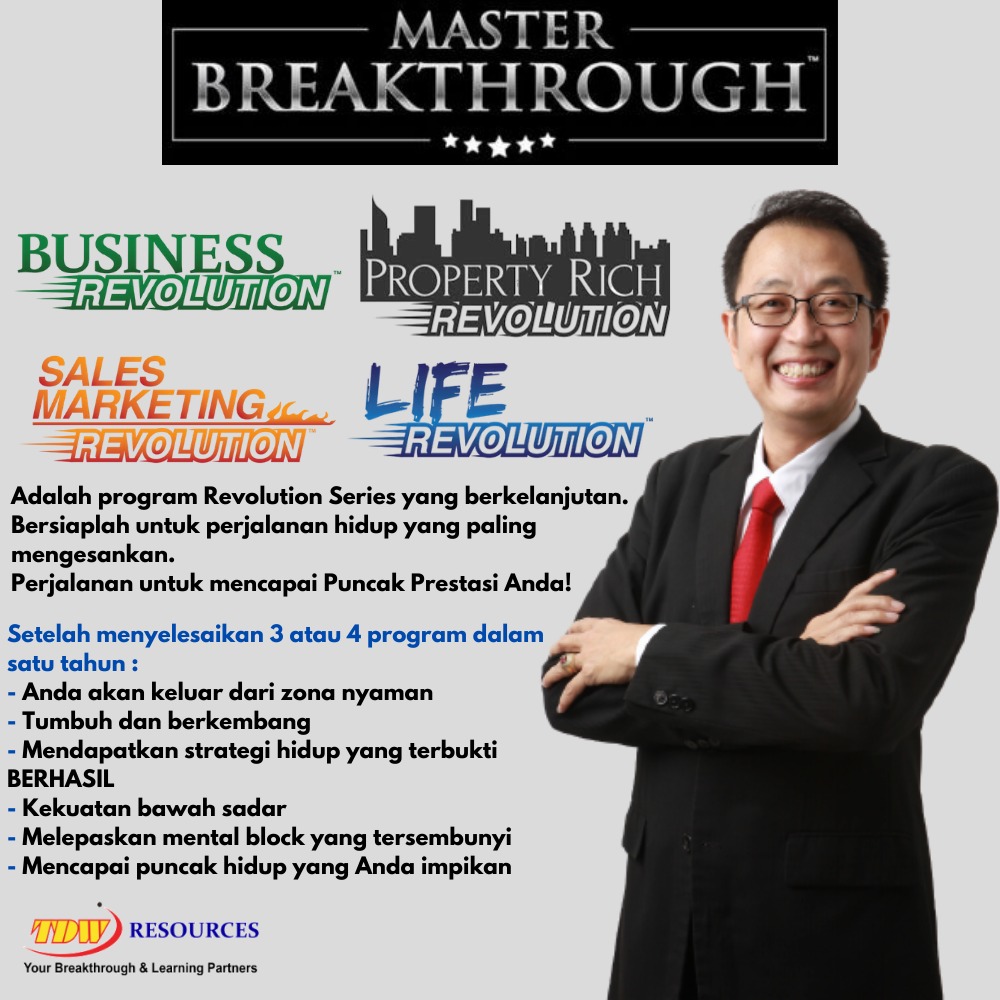 MASTER
BREAKTHROUGH™
BUSINESS
REVOLUTION™
PROPERTY RICH
REVOLUTION
SALES
MARKETING
REVOLUTION™
LIFE
REVOLUTION™
Adalah program Revolution Series yang berkelanjutan.
Bersiaplah untuk perjalanan hidup yang paling
mengesankan.
Perjalanan untuk mencapai Puncak Prestasi Anda!
Setelah menyelesaikan 3 atau 4 program dalam
satu tahun :
- Anda akan keluar dari zona nyaman
- Tumbuh dan berkembang
- Mendapatkan strategi hidup yang terbukti
BERHASIL
- Kekuatan bawah sadar
- Melepaskan mental block yang tersembunyi
- Mencapai puncak hidup yang Anda impikan
TDW RESOURCES
Your Breakthrough & Learning Partners